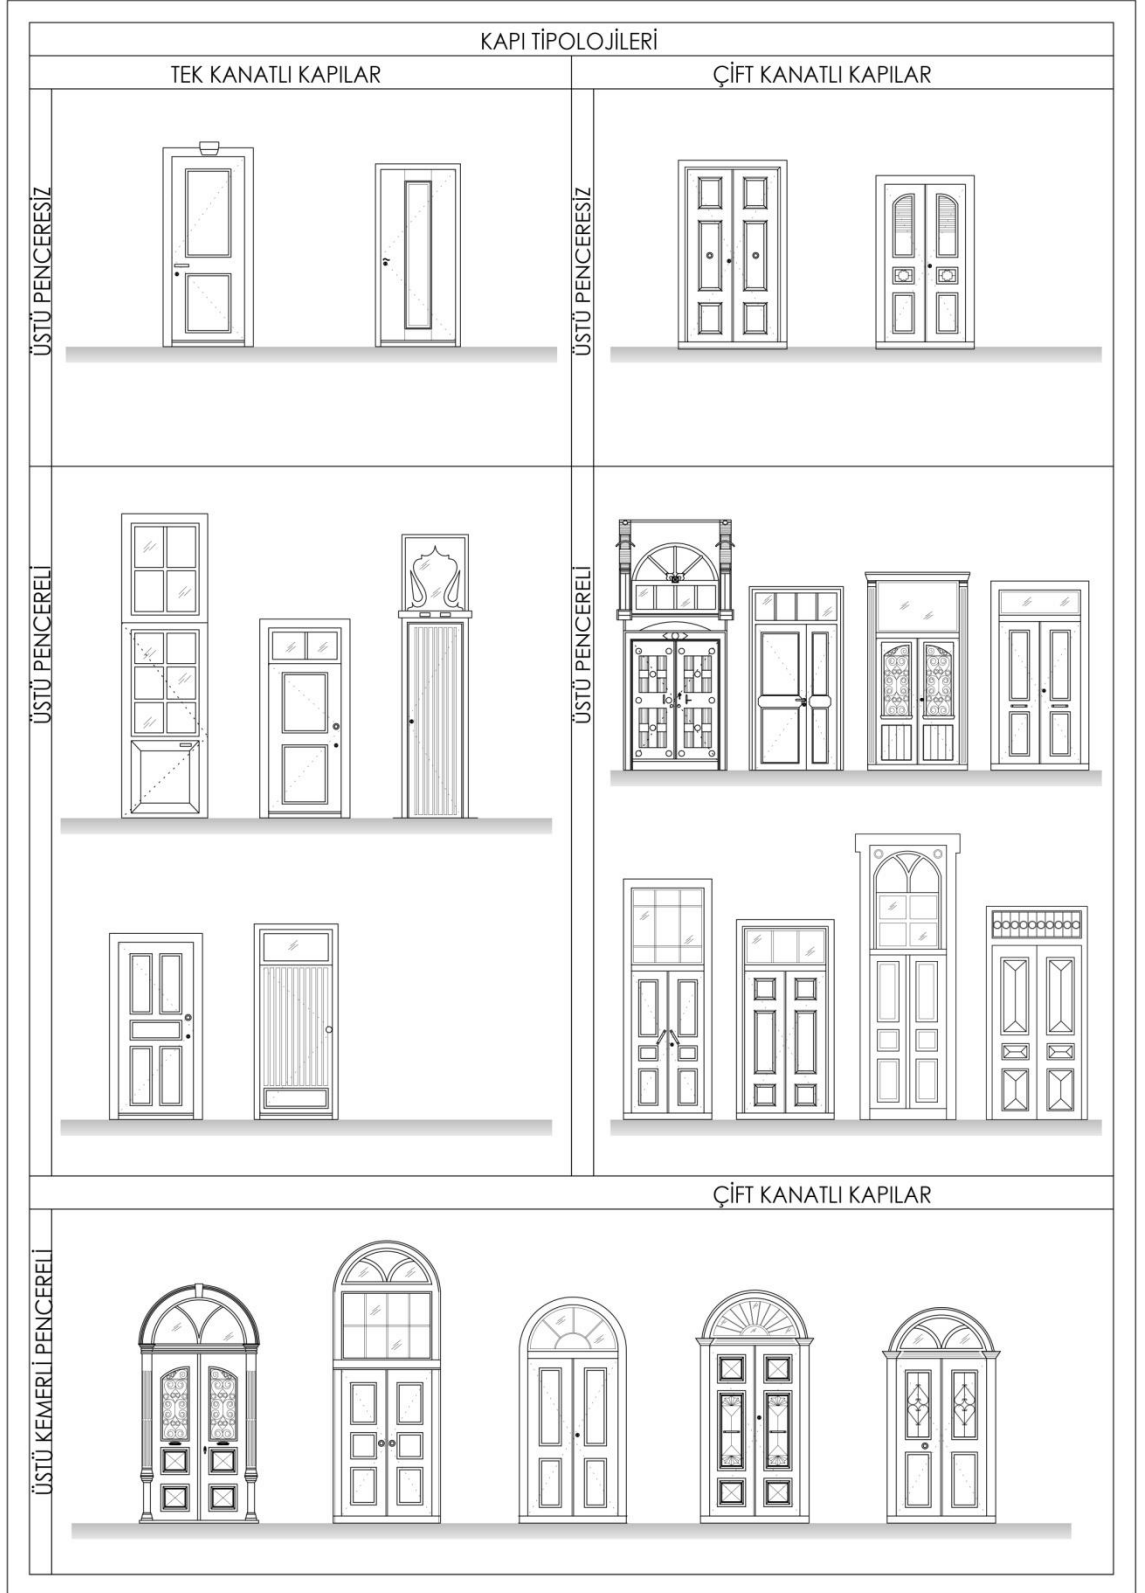 KAPI TİPOLOJİLERİ
TEK KANATLI KAPILAR
ÇİFT KANATLI KAPILAR
ÜSTÜ PENCERESİZ
ÜSTÜ PENCERESİZ
ÜSTÜ PENCERELİ
ÜSTÜ PENCERELİ
ÇİFT KANATLI KAPILAR
ÜSTÜ KEMERLİ PENCERELİ